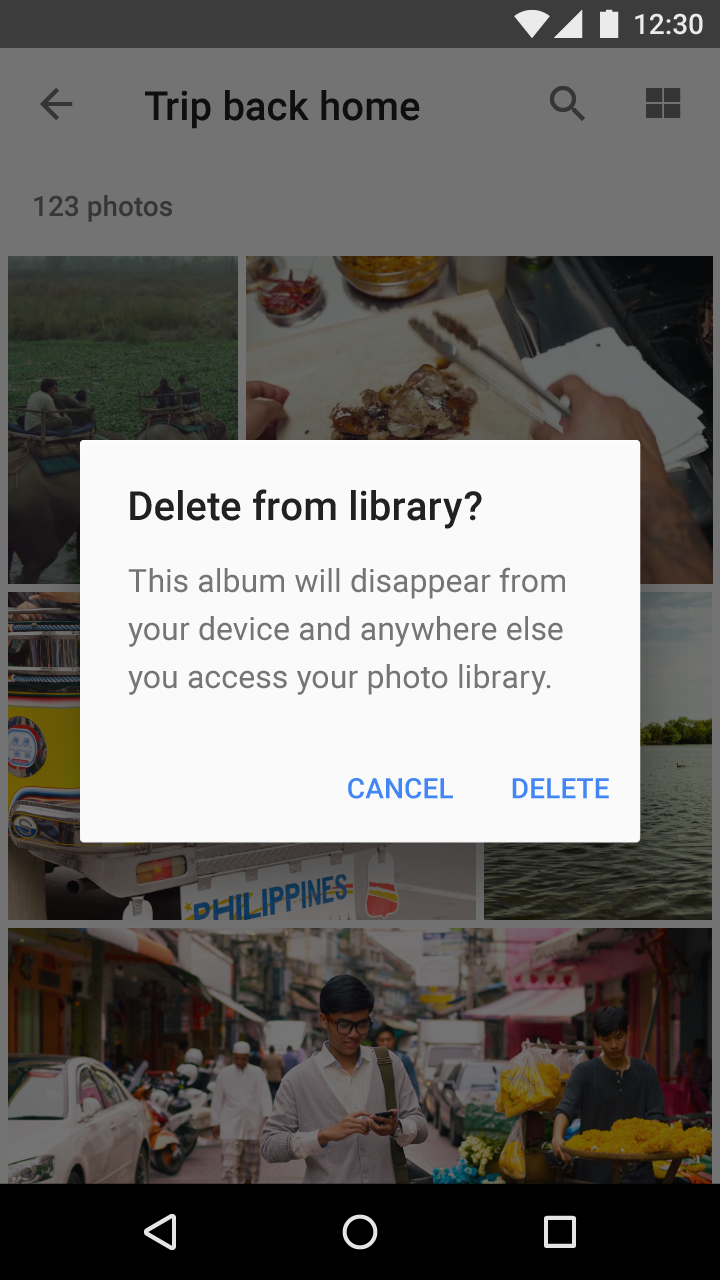 12:30
Trip back home
123 photos
Delete from library?
This album will disappear from
your device and anywhere else
you access your photo library.
CANCEL
DELETE
PHILIPPINES